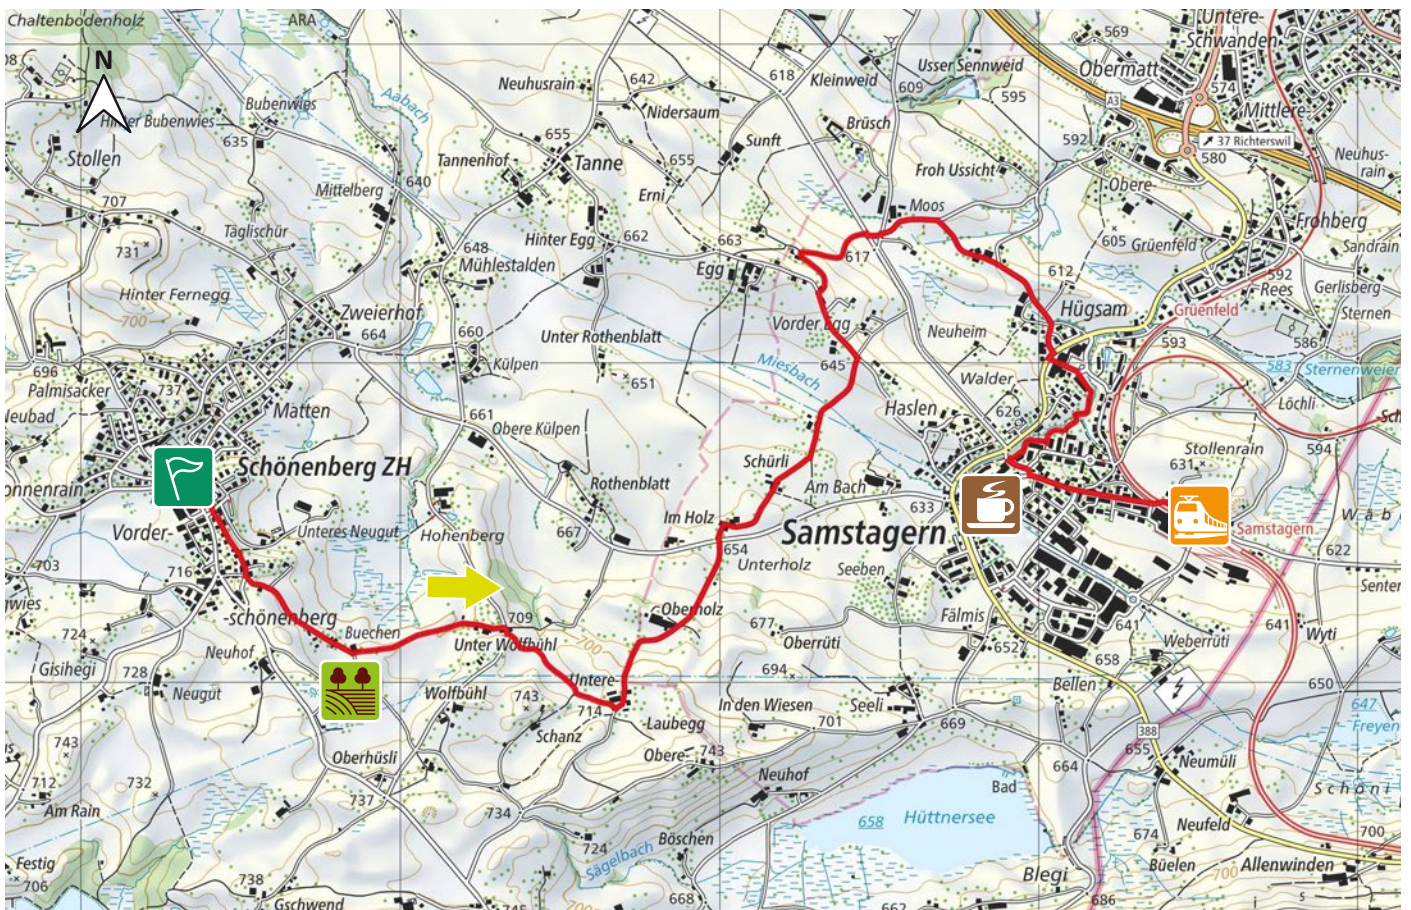 Chaltenbodenholz
ARA
Untere-
Schwanden
569
Obermatt
Usser Sennweid
Kleinweid
618
642
Neuhusrain
N
574
609
595
A3
Mittlere-
Nidersaum
Aabach
Bubenwies
Hinter Bubenwies
Brüsch
37 Richterswil
Neuhus-
rain
580
592
Sunft
655
635
Stollen
Tannenhof
Tanne
655
Froh Ussicht
Obere-
640
Mittelberg
Erni
Moos
707
Frohberg
Täglischür
Hinter Egg
662
663
605
Grüenfeld
Sandrain
731
648
Mühlestalden
617
612
592
Rees
Gerlisberg
Sternen
Egg
Hinter Fernegg
700
Zweierhof
664
660
Unter Rothenblatt
Vorder Egg
Neuheim
Hügsam
Grüenfeld
593
586
696
Külpen
645
Miesbach
583
Sternenweier
Palmisacker
737
651
Walder
Löchli
Matten
661
Haslen
626
Obere Külpen
Stollenrain
594
Schönenberg ZH
Schürli
631
Rothenblatt
Am Bach
Vorder-
Unteres Neugut
Hohenberg
667
Im Holz
633
Samstagern
Samstagern
654
Unterholz
622
703
716
Seeben
-schönenberg
709
Oberholz
Fälmis
724
Buechen
677
Oberrüti
641
641
Wyti
Gisihegi
Neuhof
Unter Wolfbühl
700
Weberrüti
728
652
658
Neugut
Untere-
694
Bellen
650
Wolfbühl
743
In den Wiesen
Seeli
714
701
669
647
Laubegg
388
743
Schanz
Obere-
743
655
Oberhüsli
664
Neumüli
712
732
737
Neuhof
Bad
Am Rain
734
658
Hüttnersee
674
Neufeld
700
724
Böschen
Sägelbach
Festig
706
738
Büelen
700
Allenwinden
Blegi
668
686
Gschwend